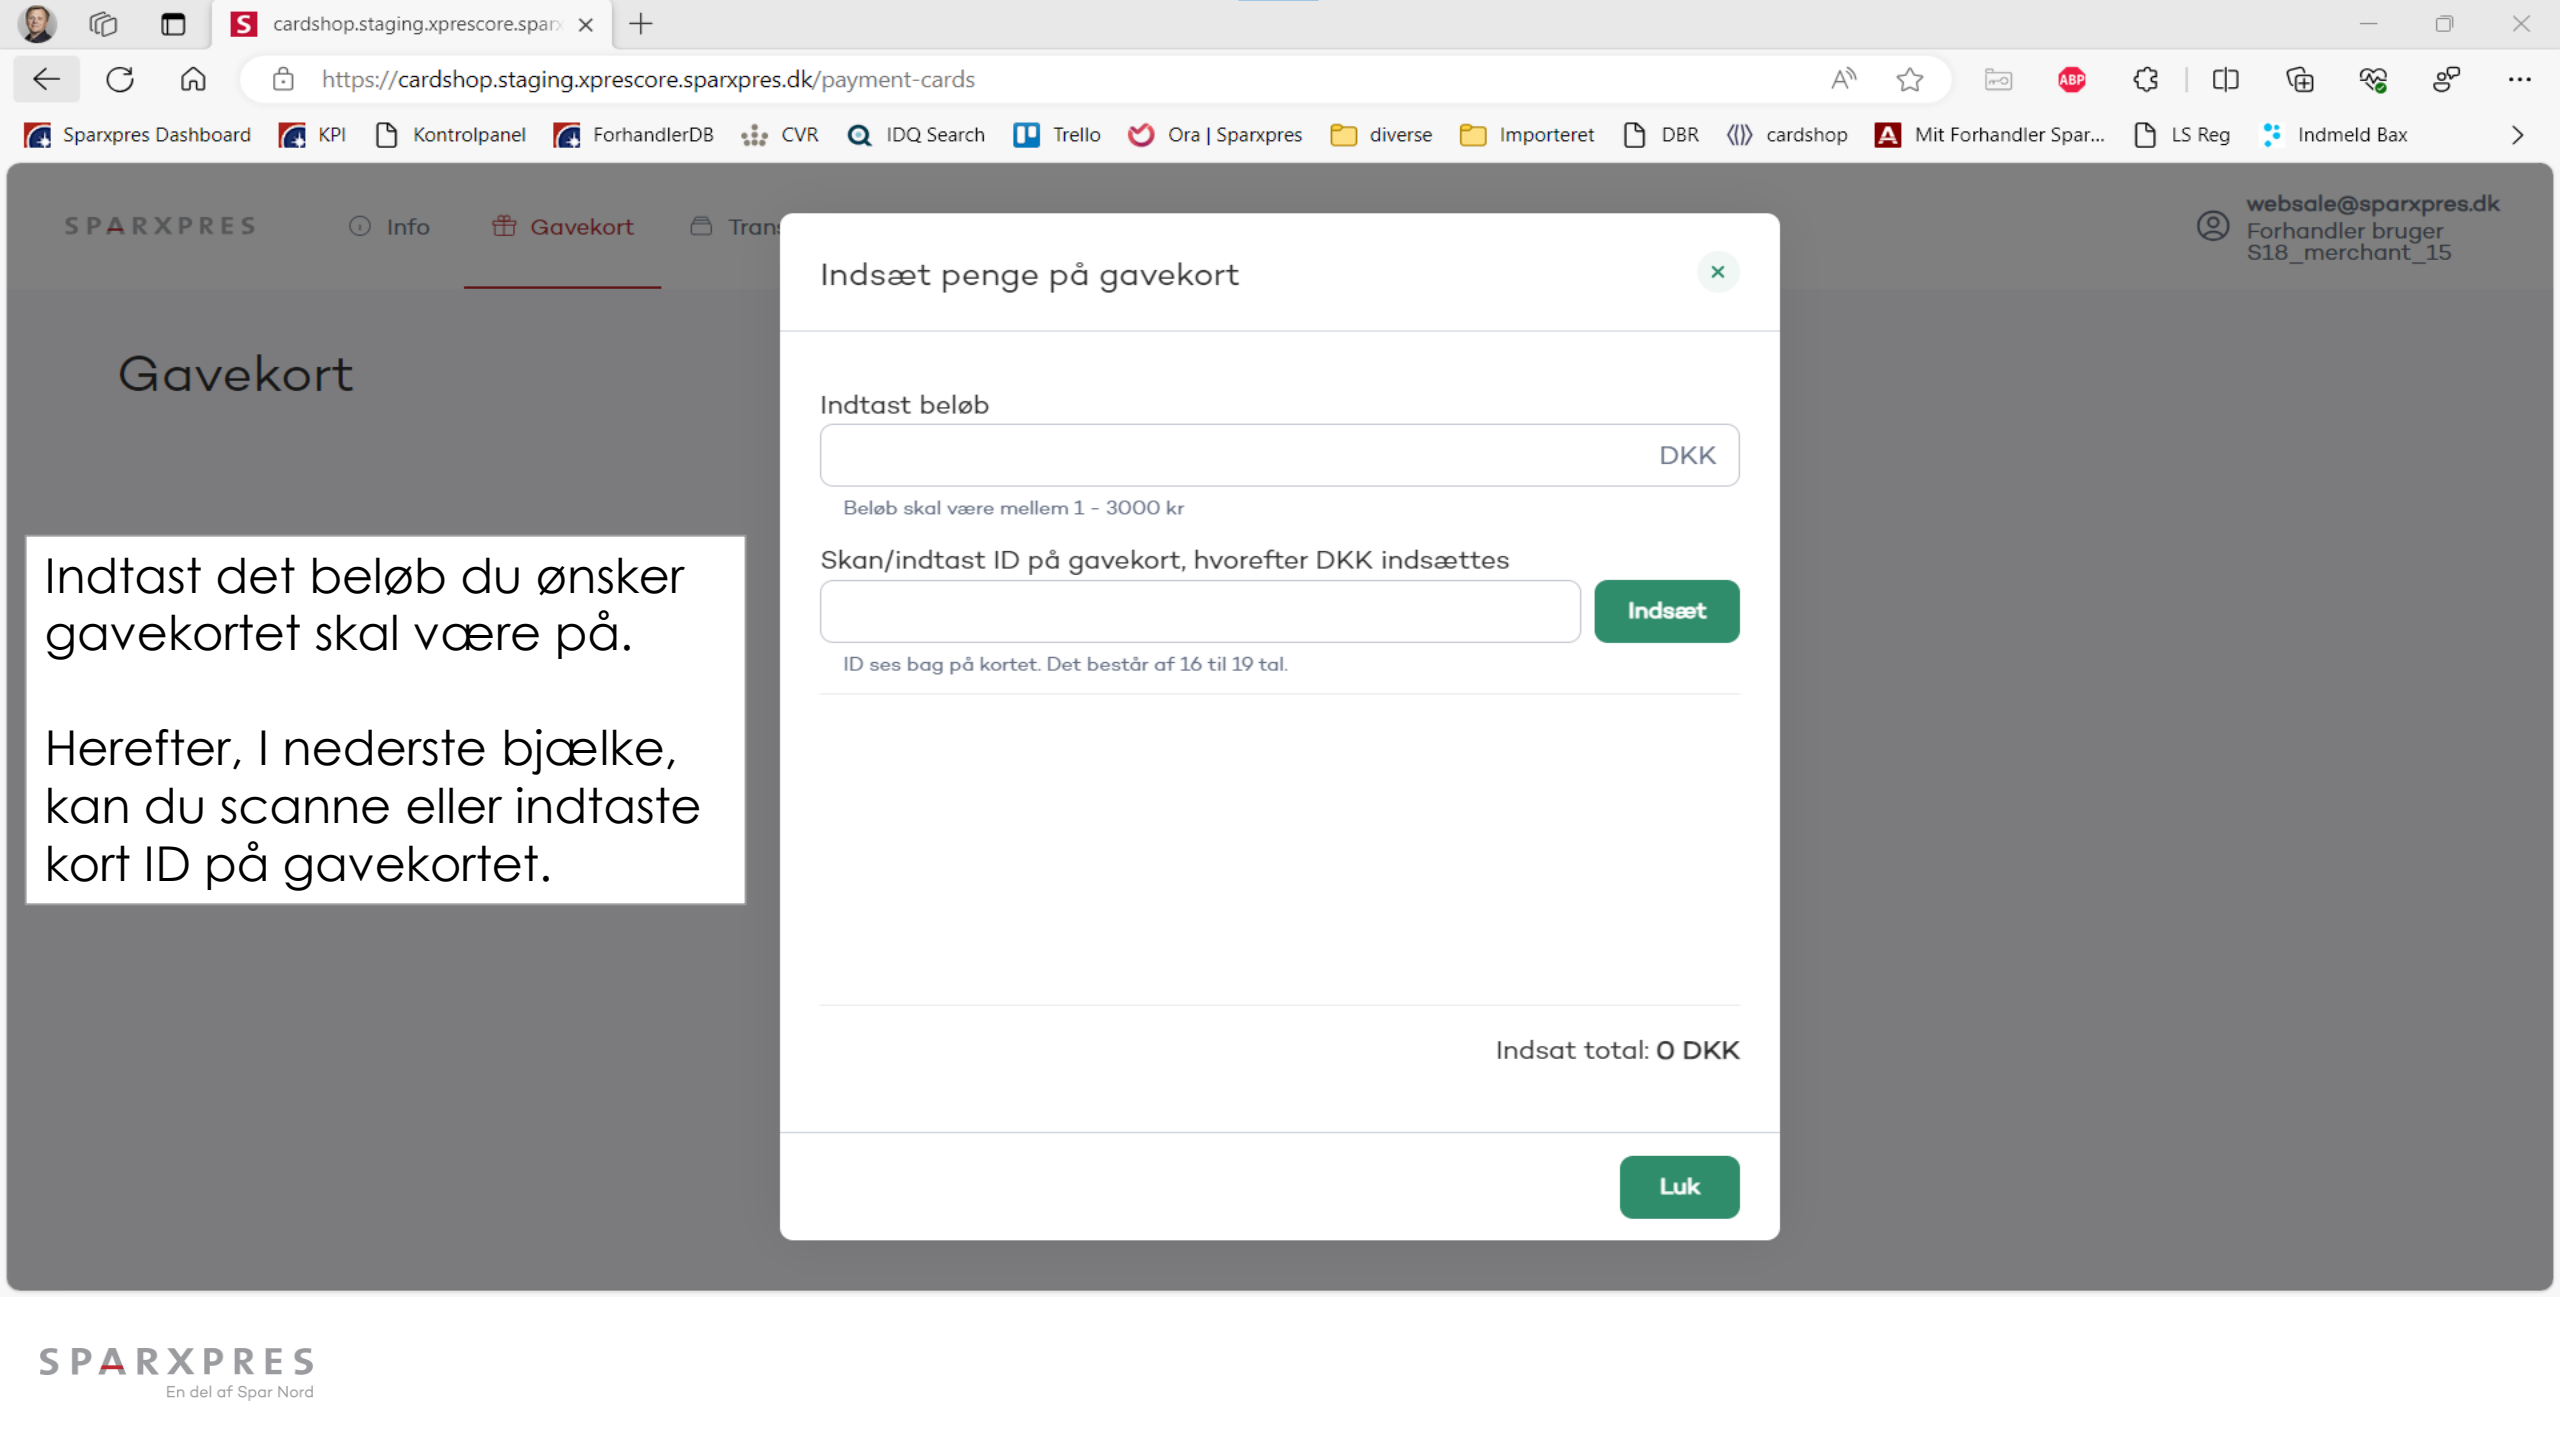 cardshop.staging.xprescore.spar
https://cardshop.staging.xprescore.sparxpres.dk/payment-cards
ABP
Sparxpres Dashboard KPI Kontrolpanel ForhandlerDB CVR IDQ Search Trello Ora | Sparxpres diverse Importeret DBR cardshop Mit Forhandler Spar... LS Reg Indmeld Bax
SPARXPRES Info Gavekort Trans
websale@sparxpres.dk
Forhandler bruger
S18_merchant_15
Gavekort
Indtast det beløb du ønsker
gavekortet skal være på.
Herefter, I nederste bjælke,
kan du scanne eller indtaste
kort ID på gavekortet.
Indsæt penge på gavekort
Indtast beløb
DKK
Beløb skal være mellem 1 - 3000 kr
Skan/indtast ID på gavekort, hvorefter DKK indsættes
Indsæt
ID ses bag på kortet. Det består af 16 til 19 tal.
Indsat total: 0 DKK
Luk
SPARXPRES
En del af Spar Nord